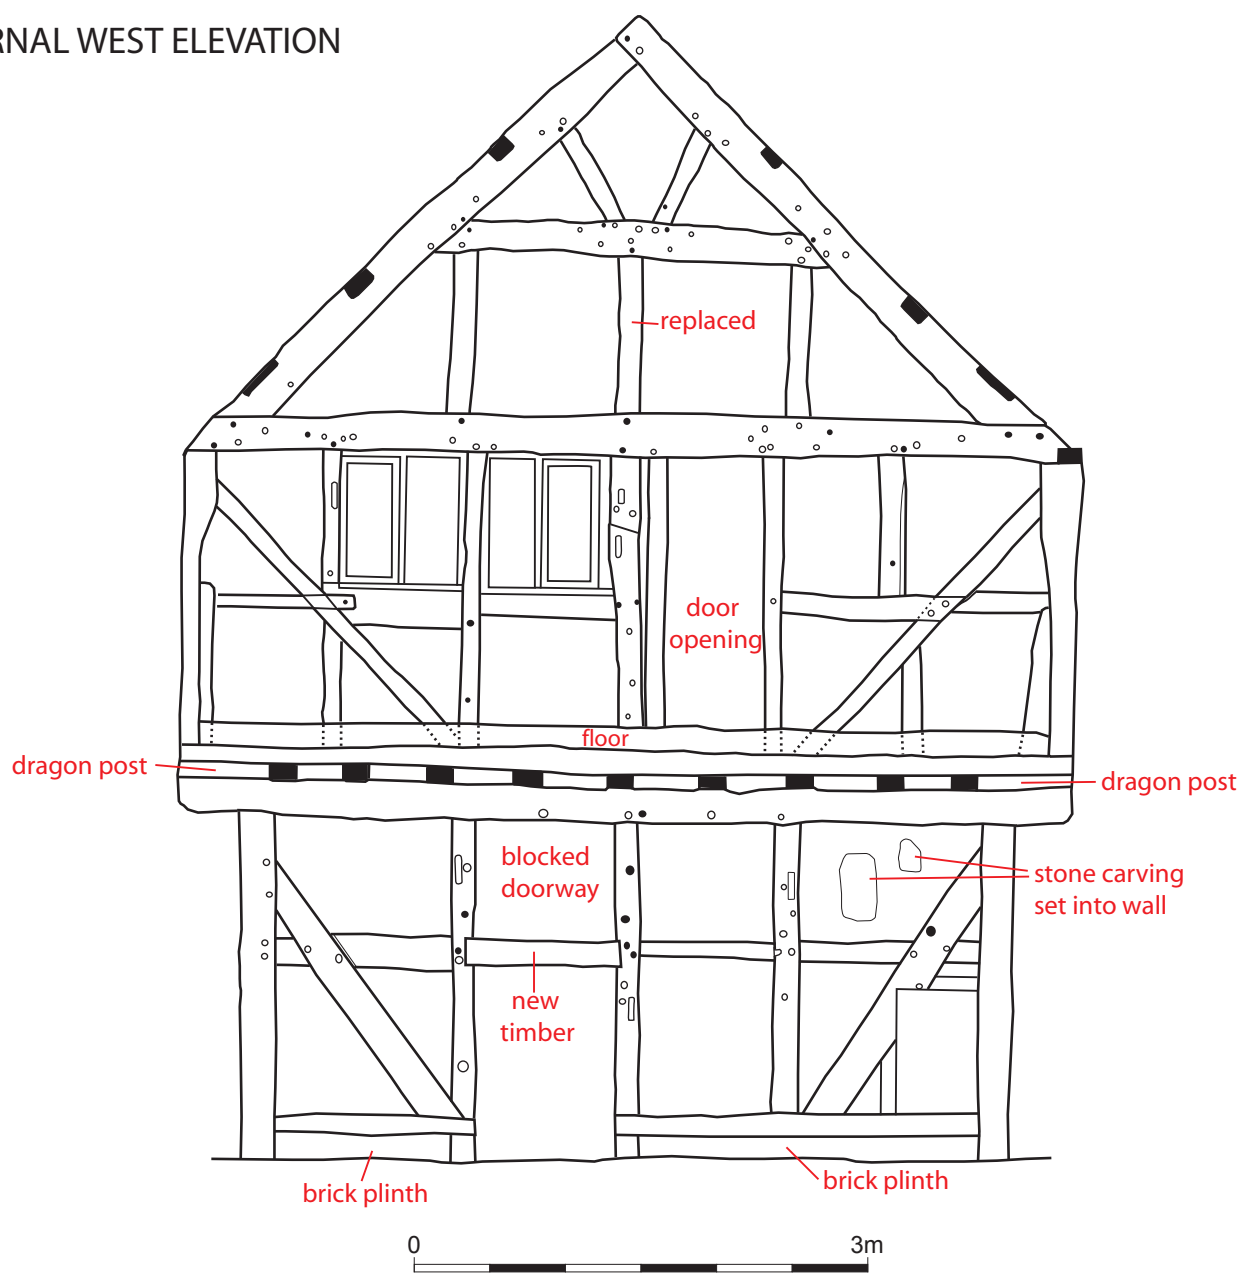 RNAL WEST ELEVATION
replaced
door
opening
floor
dragon post
dragon post
blocked
doorway
stone carving
set into wall
new
timber
brick plinth
brick plinth
0
3m